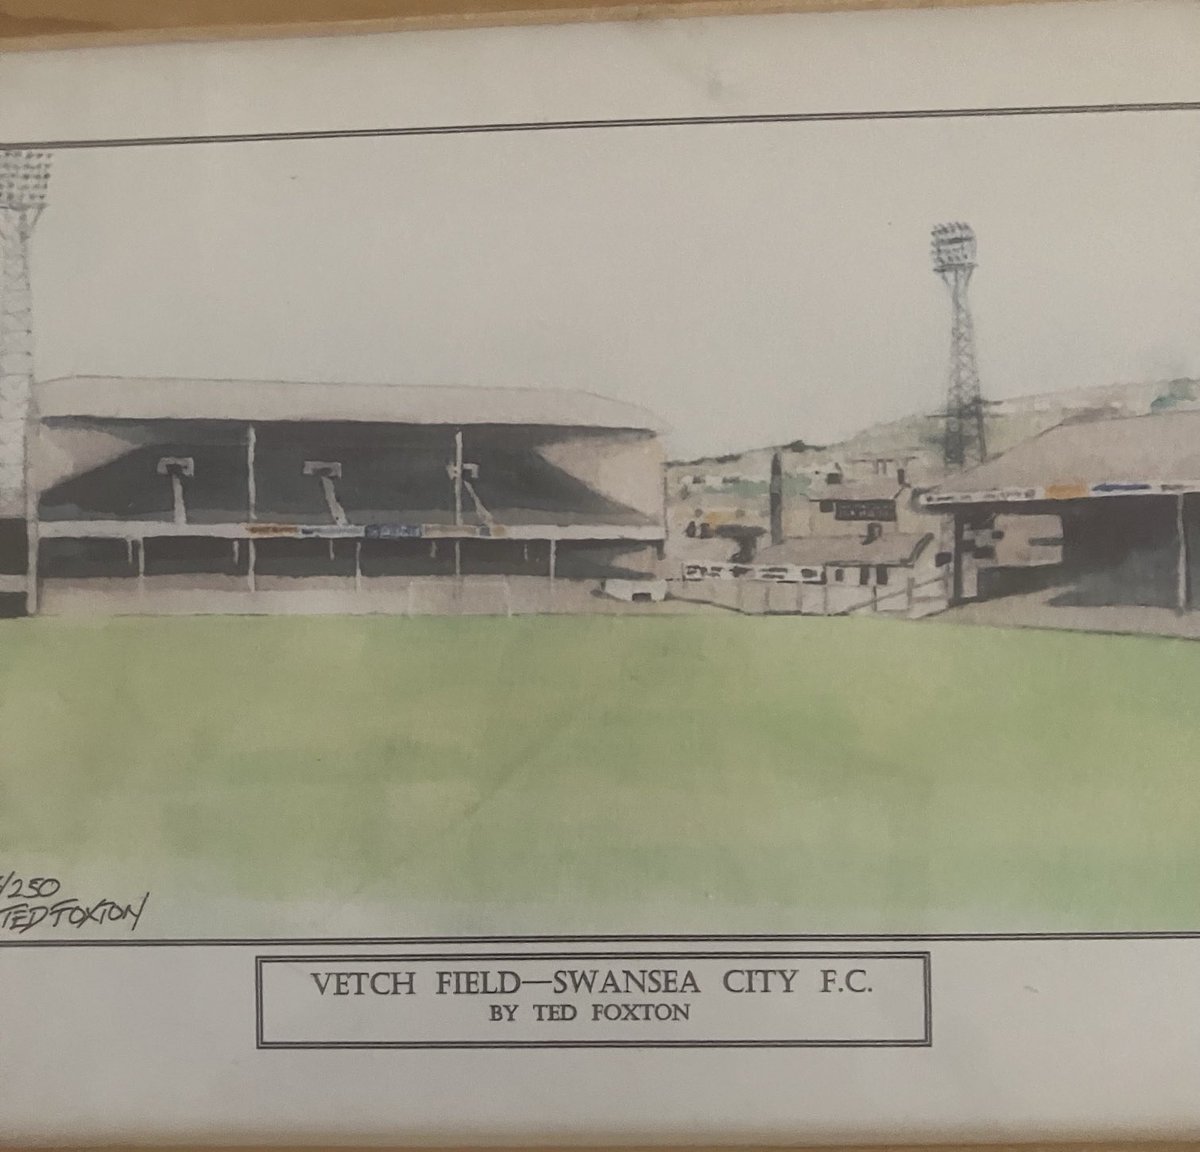 /250
TED FOXTON
VETCH FIELD—SWANSEA CITY F.C.
BY TED FOXTON